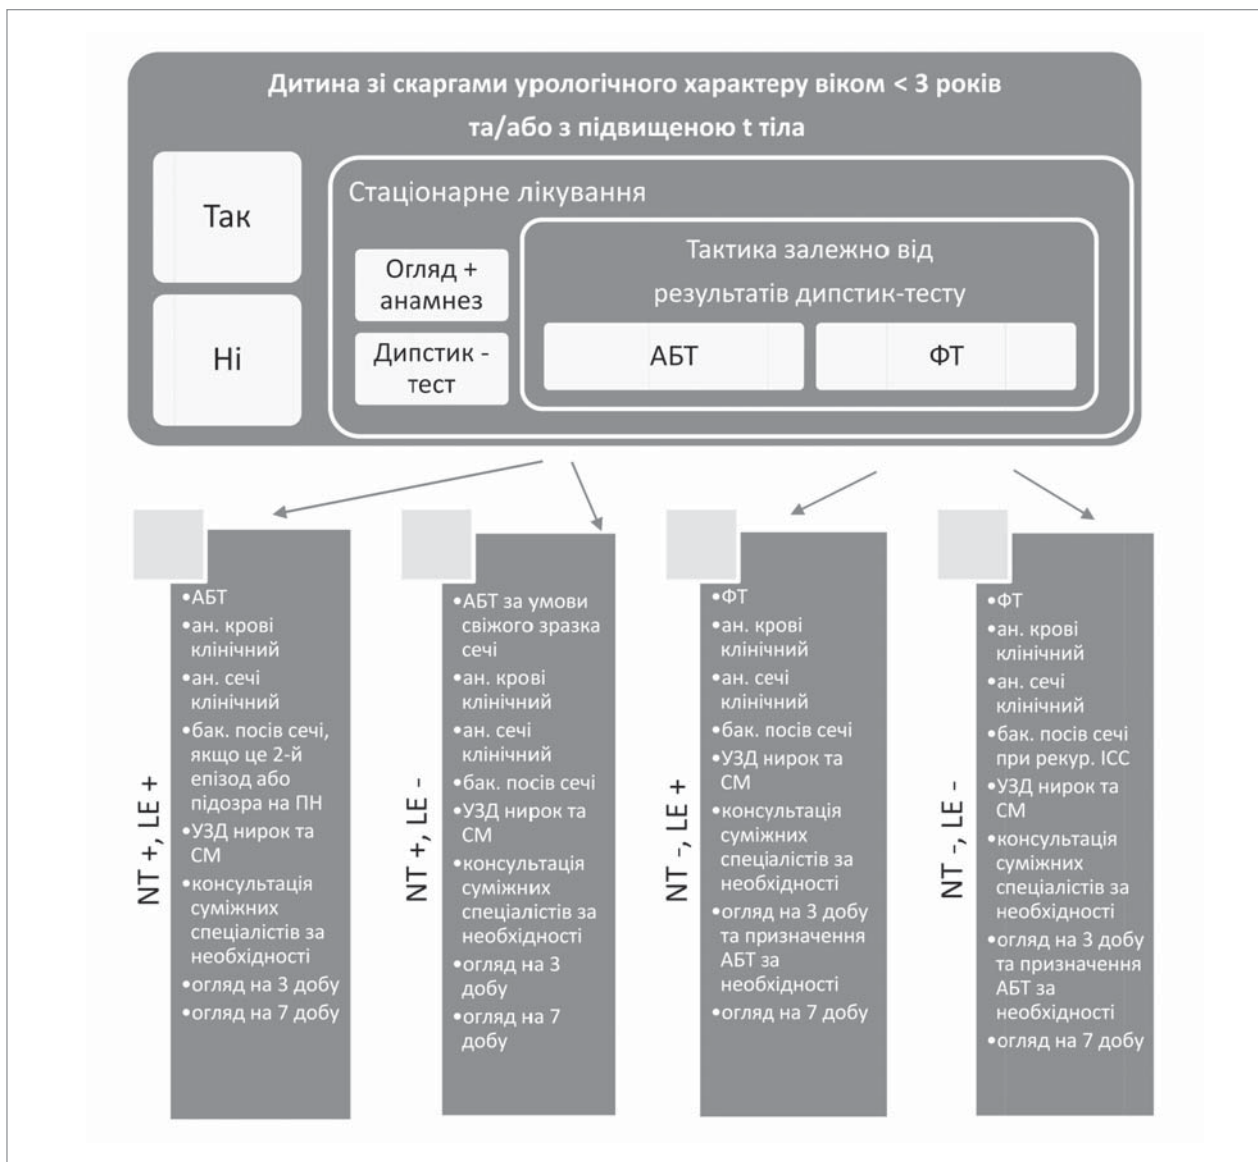 Дитина зі скаргами урологічного характеру віком < 3 років
та/або з підвищеною t тіла
Так
Ні
Стаціонарне лікування
Огляд +
анамнез
Дипстик -
тест
Тактика залежно від
результатів дипстик-тесту
АБТ
ФТ
NT +, LE +
•АБТ
•ан. крові
клінічний
•ан. сечі
клінічний
•бак. посів сечі,
якщо це 2-й
епізод або
підозра на ПН
•УЗД нирок та
СМ
•консультація
суміжних
спеціалістів за
необхідності
•огляд на 3 добу
•огляд на 7 добу
NT +, LE -
•АБТ за умови
свіжого зразка
сечі
•ан. крові
клінічний
•ан. сечі
клінічний
•бак. посів сечі
•УЗД нирок та
СМ
•консультація
суміжних
спеціалістів за
необхідності
•огляд на 3
добу
•огляд на 7
добу
NT -, LE +
•ФТ
•ан. крові
клінічний
•ан. сечі
клінічний
•бак. посів сечі
•УЗД нирок та
СМ
•консультація
суміжних
спеціалістів за
необхідності
•огляд на 3 добу
та призначення
АБТ за
необхідності
•огляд на 7 добу
NT -, LE -
•ФТ
•ан. крові
клінічний
•ан. сечі
клінічний
•бак. посів сечі
при рекур. ІСС
•УЗД нирок та
СМ
•консультація
суміжних
спеціалістів за
необхідності
•огляд на 3 добу
та призначення
АБТ за
необхідності
•огляд на 7 добу